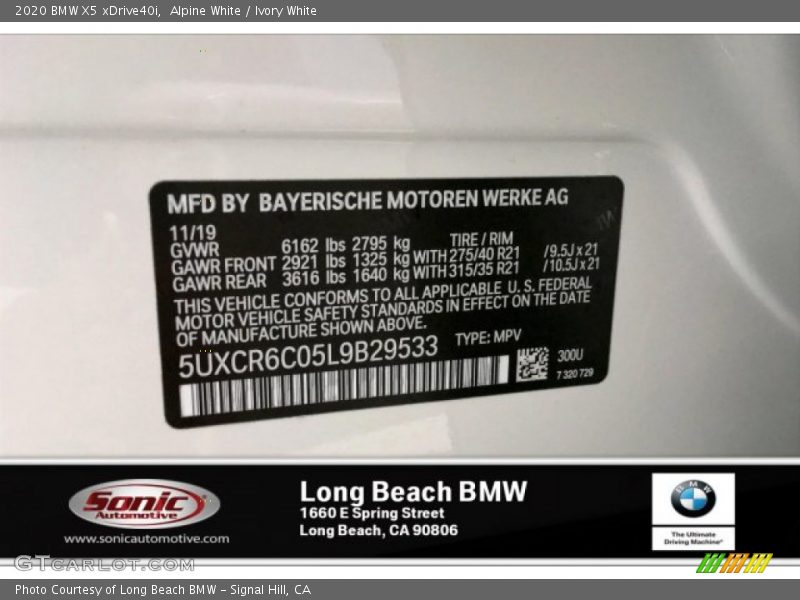 2020 BMW X5 xDrive40i,  Alpine White / Ivory White
MFD BY BAYERISCHE MOTOREN WERKE AG
11/19
GVWR 6162 lbs 2795 kg TIRE / RIM
GAWR FRONT 2921 lbs 1325 kg WITH 275/40 R21 /9.5J x 21
GAWR REAR 3616 lbs 1640 kg WITH 315/35 R21 /10.5J x 21
THIS VEHICLE CONFORMS TO ALL APPLICABLE U. S. FEDERAL
MOTOR VEHICLE SAFETY STANDARDS IN EFFECT ON THE DATE
OF MANUFACTURE SHOWN ABOVE.
5UXCR6C05L9B29533 TYPE: MPV
300U
7 320 729
Sonic
Automotive
www.sonicautomotive.com
Long Beach BMW
1660 E Spring Street
Long Beach, CA 90806
BMW
The Ultimate
Driving Machine®
GTcarlot.com
Photo Courtesy of Long Beach BMW – Signal Hill, CA